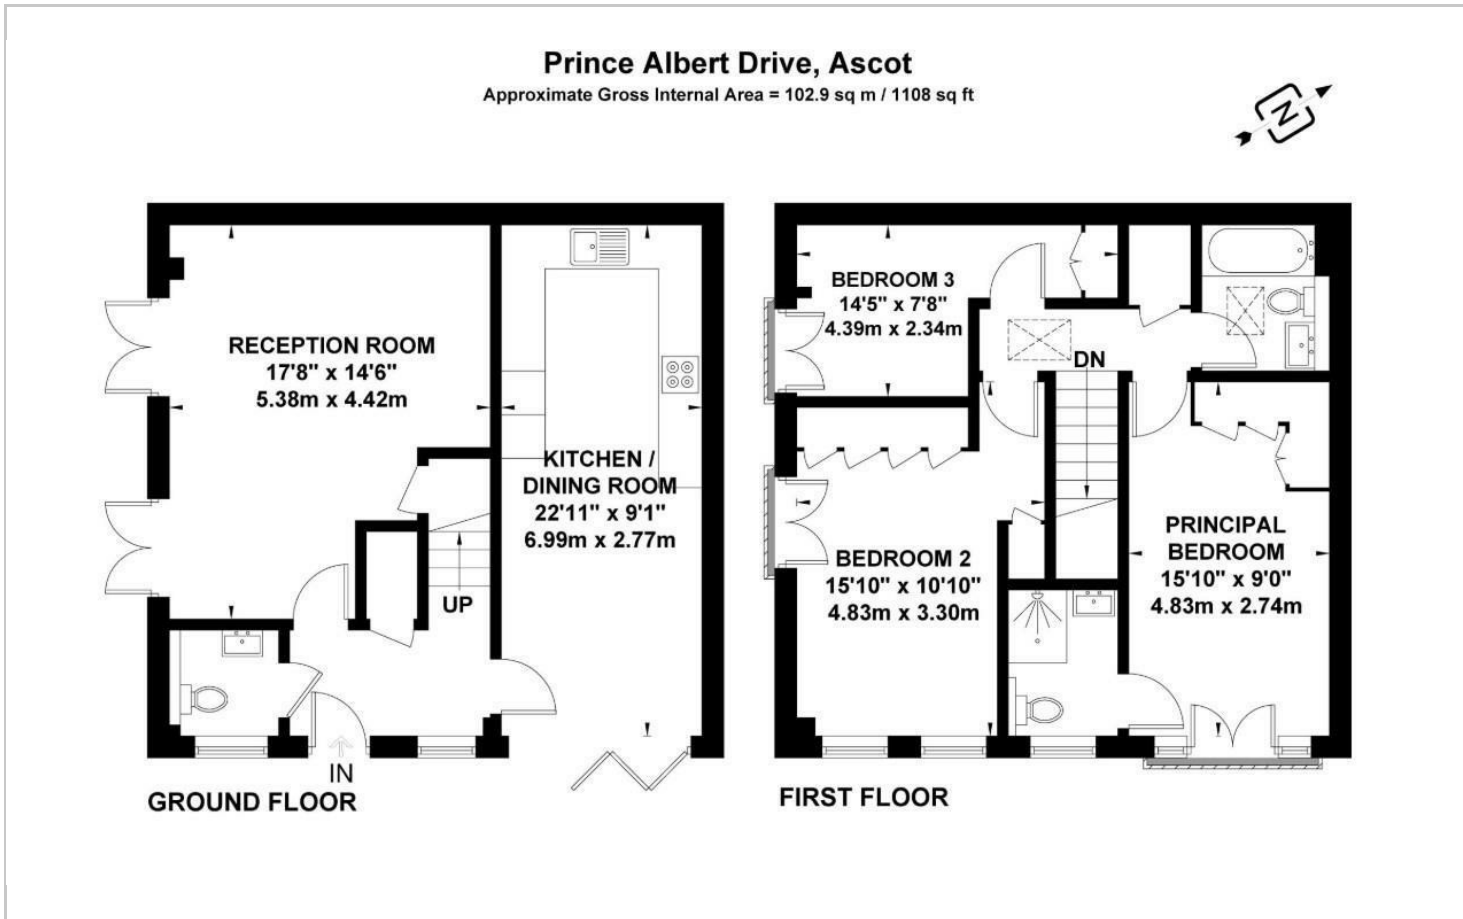 Prince Albert Drive, Ascot
Approximate Gross Internal Area = 102.9 sq m / 1108 sq ft
N
RECEPTION ROOM
17'8" x 14'6"
5.38m x 4.42m
KITCHEN /
DINING ROOM
22'11" x 9'1"
6.99m x 2.77m
UP
IN
GROUND FLOOR
BEDROOM 3
14'5" x 7'8"
4.39m x 2.34m
DN
BEDROOM 2
15'10" x 10'10"
4.83m x 3.30m
PRINCIPAL
BEDROOM
15'10" x 9'0"
4.83m x 2.74m
FIRST FLOOR